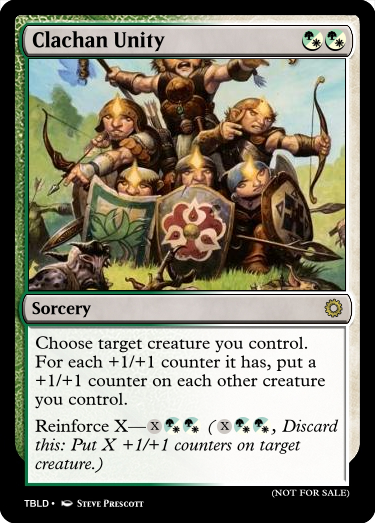 Clachan Unity
Sorcery
Choose target creature you control.
For each +1/+1 counter it has, put a
+1/+1 counter on each other creature
you control.
Reinforce X— X ( X , Discard
this: Put X +1/+1 counters on target
creature.)
(NOT FOR SALE)
TBLD • STEVE PRESCOTT